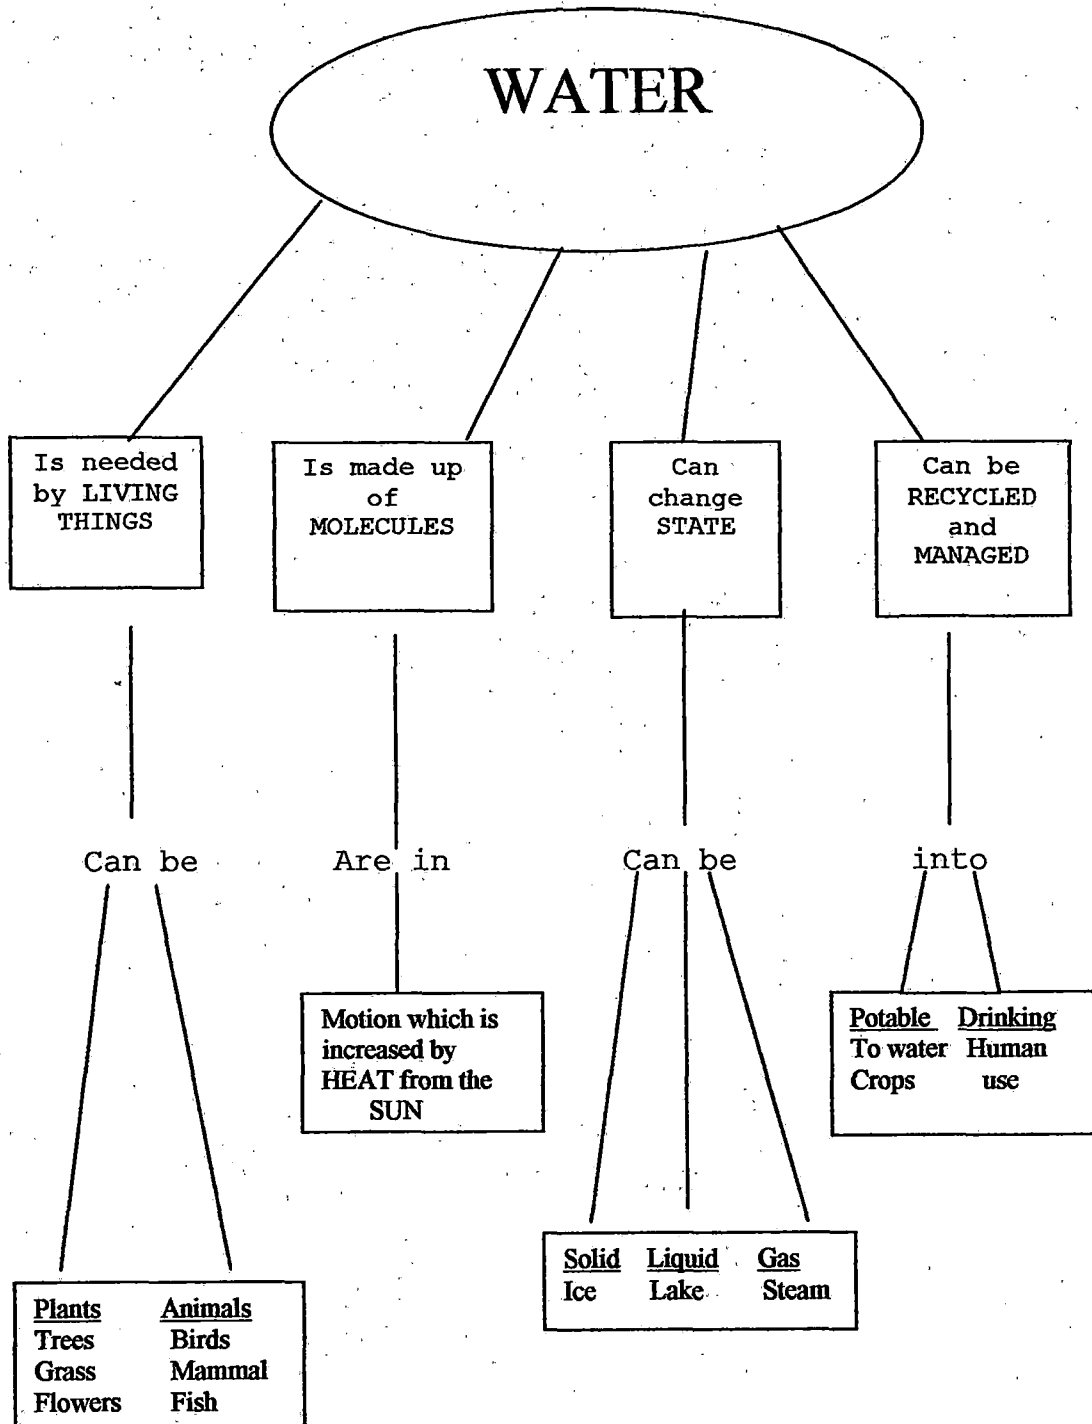 WATER
Is needed
by LIVING
THINGS
Is made up
of
MOLECULES
Can
change
STATE
Can be
RECYCLED
and
MANAGED
Can be
Are in
Can be
into
Motion which is
increased by
HEAT from the
SUN
Potable Drinking
To water Human
Crops use
Solid Liquid Gas
Ice Lake Steam
Plants Animals
Trees Birds
Grass Mammal
Flowers Fish